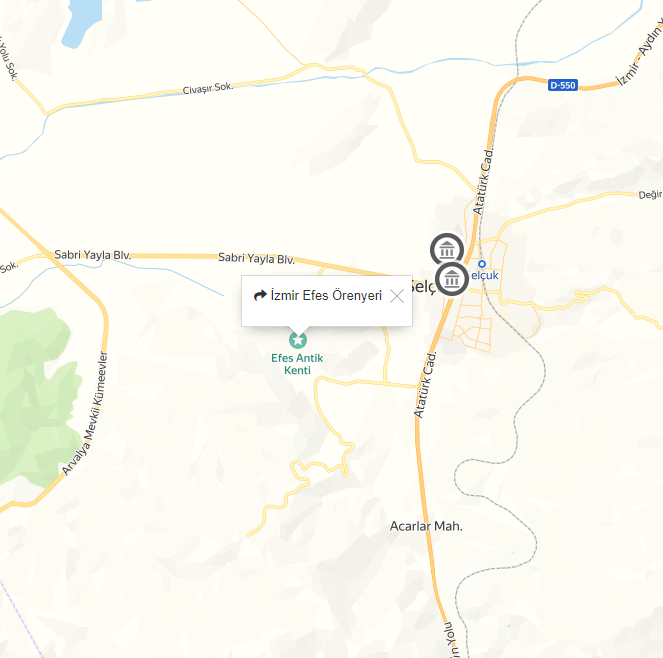 Yolu Sok.
Civaşır Sok.
D-550
İzmir - Aydın
Atatürk Cad.
Değir
Sabri Yayla Blv.
Sabri Yayla Blv.
Sok.
elçuk
Selç
İzmir Efes Örenyeri
Efes Antik
Kenti
Arvalya Mevkii Kümeevler
Atatürk Cad.
Acarlar Mah.
Yolu